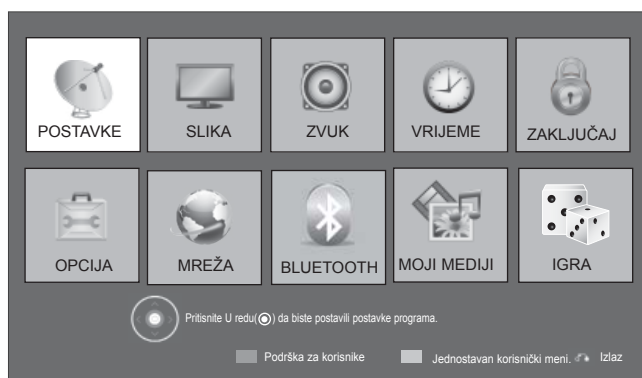 POSTAVKE SLIKA ZVUK VRIJEME ZAKLJUČAJ
OPCIJA MREŽA BLUETOOTH MOJI MEDIJI IGRA
Pritisnite U redu(◉) da biste postavili postavke programa.
Podrška za korisnike Jednostavan korisnički meni. Izlaz